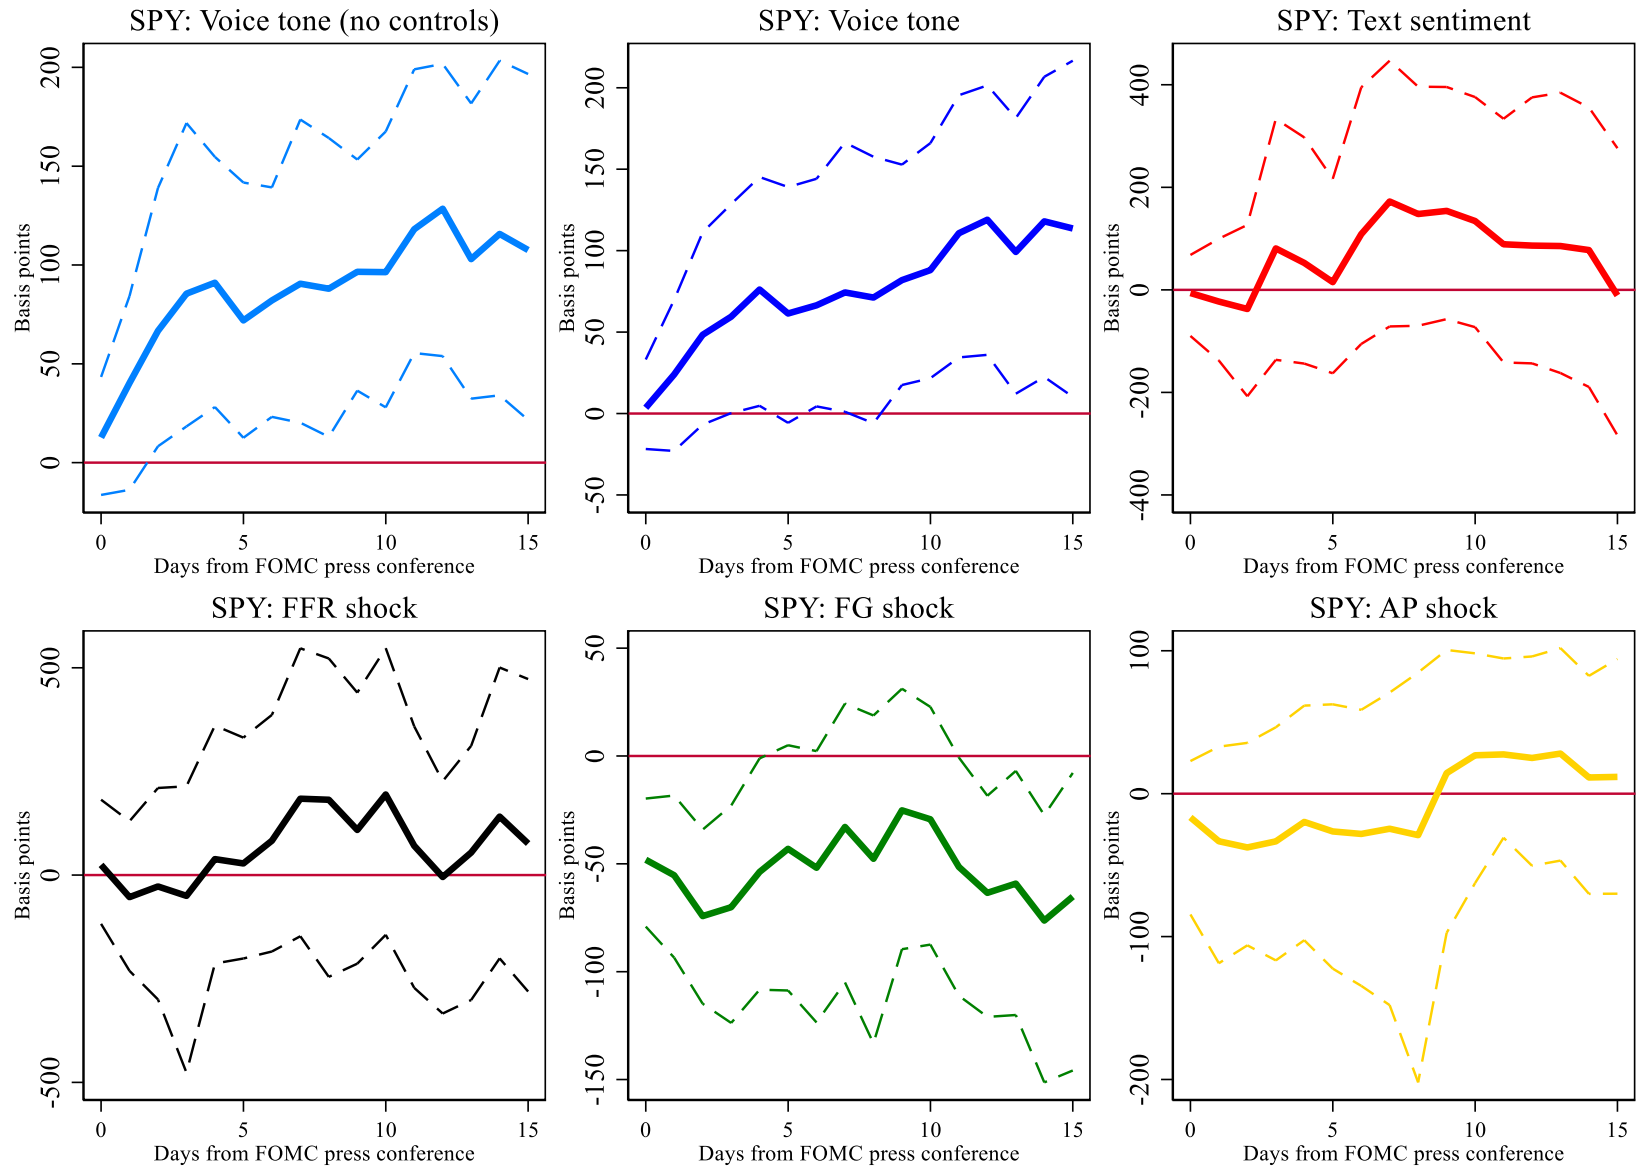 SPY: Voice tone (no controls)
200
150
100
50
0
Basis points
0 5 10 15
Days from FOMC press conference
SPY: Voice tone
200
150
100
50
0
-50
Basis points
0 5 10 15
Days from FOMC press conference
SPY: Text sentiment
400
200
0
-200
-400
Basis points
0 5 10 15
Days from FOMC press conference
SPY: FFR shock
500
0
-500
Basis points
0 5 10 15
Days from FOMC press conference
SPY: FG shock
50
0
-50
-100
-150
Basis points
0 5 10 15
Days from FOMC press conference
SPY: AP shock
100
0
-100
-200
Basis points
0 5 10 15
Days from FOMC press conference